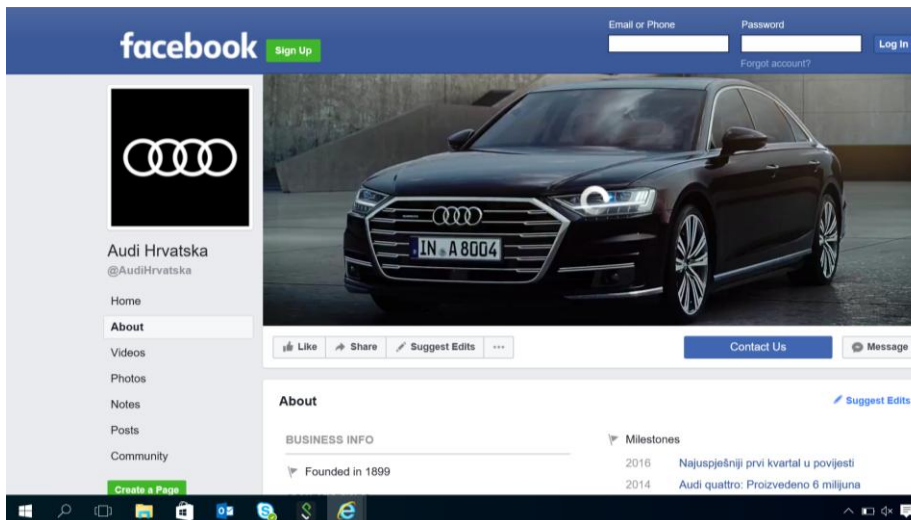 Email or Phone
Password
facebook
Sign Up
Log In
Forgot account?
IN A 8004
Audi Hrvatska
@AudiHrvatska
Home
About
Videos
Photos
Notes
Posts
Community
Create a Page
Like
Share
Suggest Edits
Contact Us
Message
About
Suggest Edits
BUSINESS INFO
Founded in 1899
Milestones
2016 Najuspješniji prvi kvartal u povijesti
2014 Audi quattro: Proizvedeno 6 milijuna